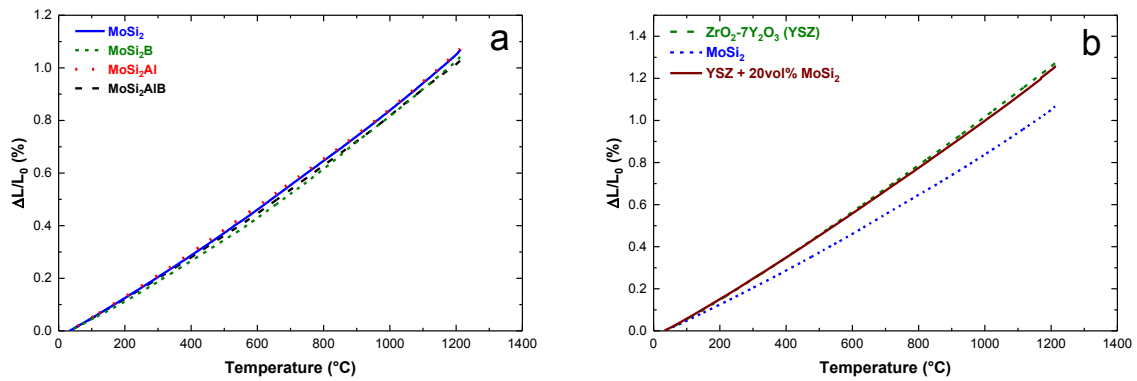 a
MoSi₂
MoSi₂B
MoSi₂Al
MoSi₂AlB
ΔL/L₀ (%)
1.2
1.0
0.8
0.6
0.4
0.2
0.0
0 200 400 600 800 1000 1200 1400
Temperature (°C)
b
ZrO₂-7Y₂O₃ (YSZ)
MoSi₂
YSZ + 20vol% MoSi₂
ΔL/L₀ (%)
1.4
1.2
1.0
0.8
0.6
0.4
0.2
0.0
0 200 400 600 800 1000 1200 1400
Temperature (°C)